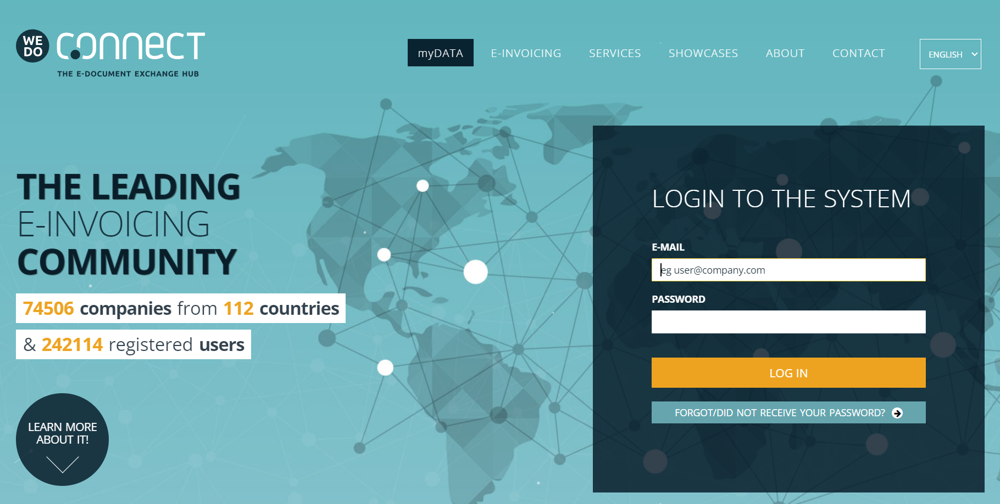 WE DO connect
THE E-DOCUMENT EXCHANGE HUB
myDATA E-INVOICING SERVICES SHOWCASES ABOUT CONTACT ENGLISH
THE LEADING
E-INVOICING
COMMUNITY
74506 companies from 112 countries
& 242114 registered users
LEARN MORE
ABOUT IT!
LOGIN TO THE SYSTEM
E-MAIL
eg user@company.com
PASSWORD
LOG IN
FORGOT/DID NOT RECEIVE YOUR PASSWORD?